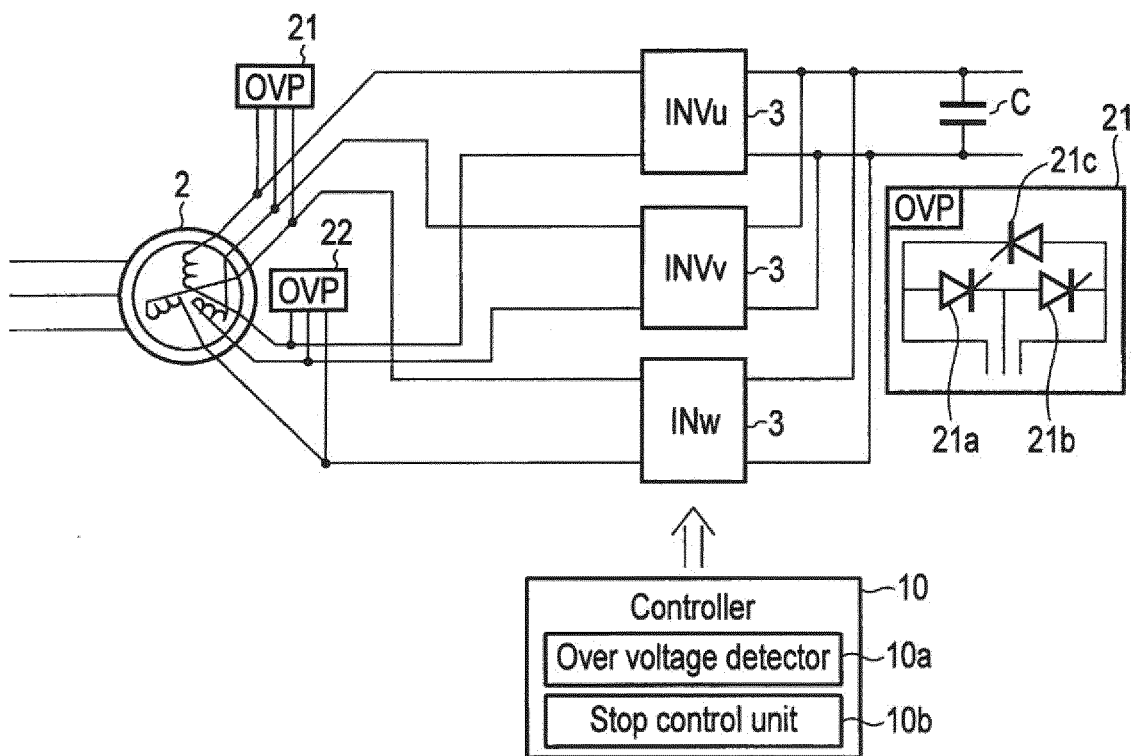 21
OVP
2
22
OVP
INVu
3
INVv
3
INw
3
C
21
21c
OVP
21a
21b
10
Controller
Over voltage detector
10a
Stop control unit
10b